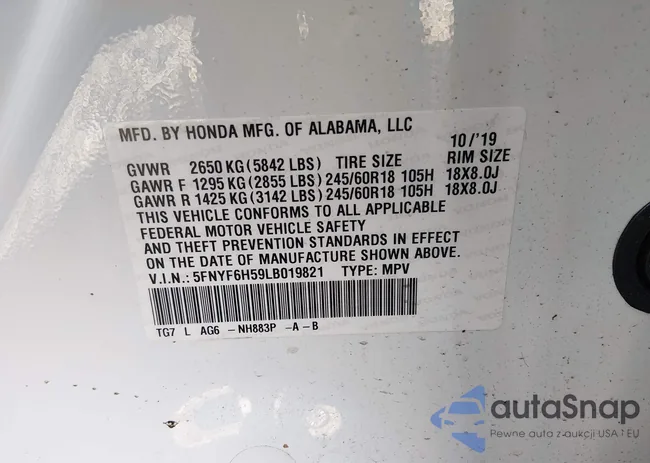 MFD. BY HONDA MFG. OF ALABAMA, LLC 10/'19
GVWR 2650 KG (5842 LBS) TIRE SIZE RIM SIZE
GAWR F 1295 KG (2855 LBS) 245/60R18 105H 18X8.0J
GAWR R 1425 KG (3142 LBS) 245/60R18 105H 18X8.0J
THIS VEHICLE CONFORMS TO ALL APPLICABLE
FEDERAL MOTOR VEHICLE SAFETY
AND THEFT PREVENTION STANDARDS IN EFFECT
ON THE DATE OF MANUFACTURE SHOWN ABOVE.
V.I.N.: 5FNYF6H59LB019821 TYPE: MPV
TG7 L AG6 -NH883P -A-B
autoSnap
Pewne auto z aukcji USA i EU